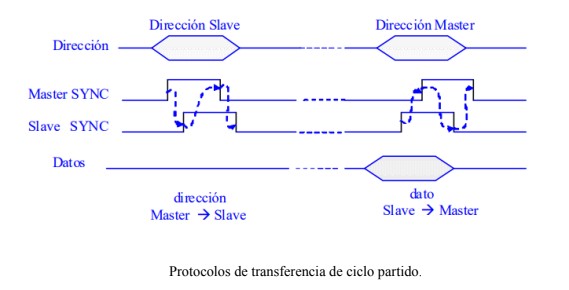 Dirección Slave
Dirección Master
Dirección
Master SYNC
Slave SYNC
Datos
dirección
Master → Slave
dato
Slave → Master
Protocolos de transferencia de ciclo partido.